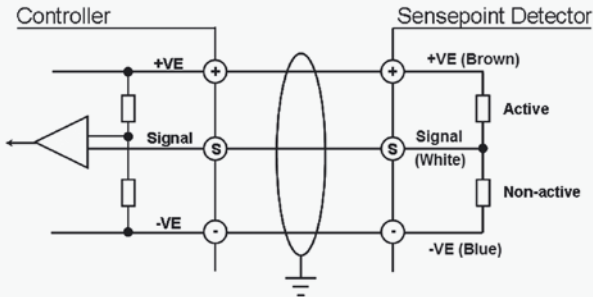 Controller
Sensepoint Detector
+VE
+
+
+VE (Brown)
Active
Signal
S
S
Signal
(White)
Non-active
-VE
-
-
-VE (Blue)